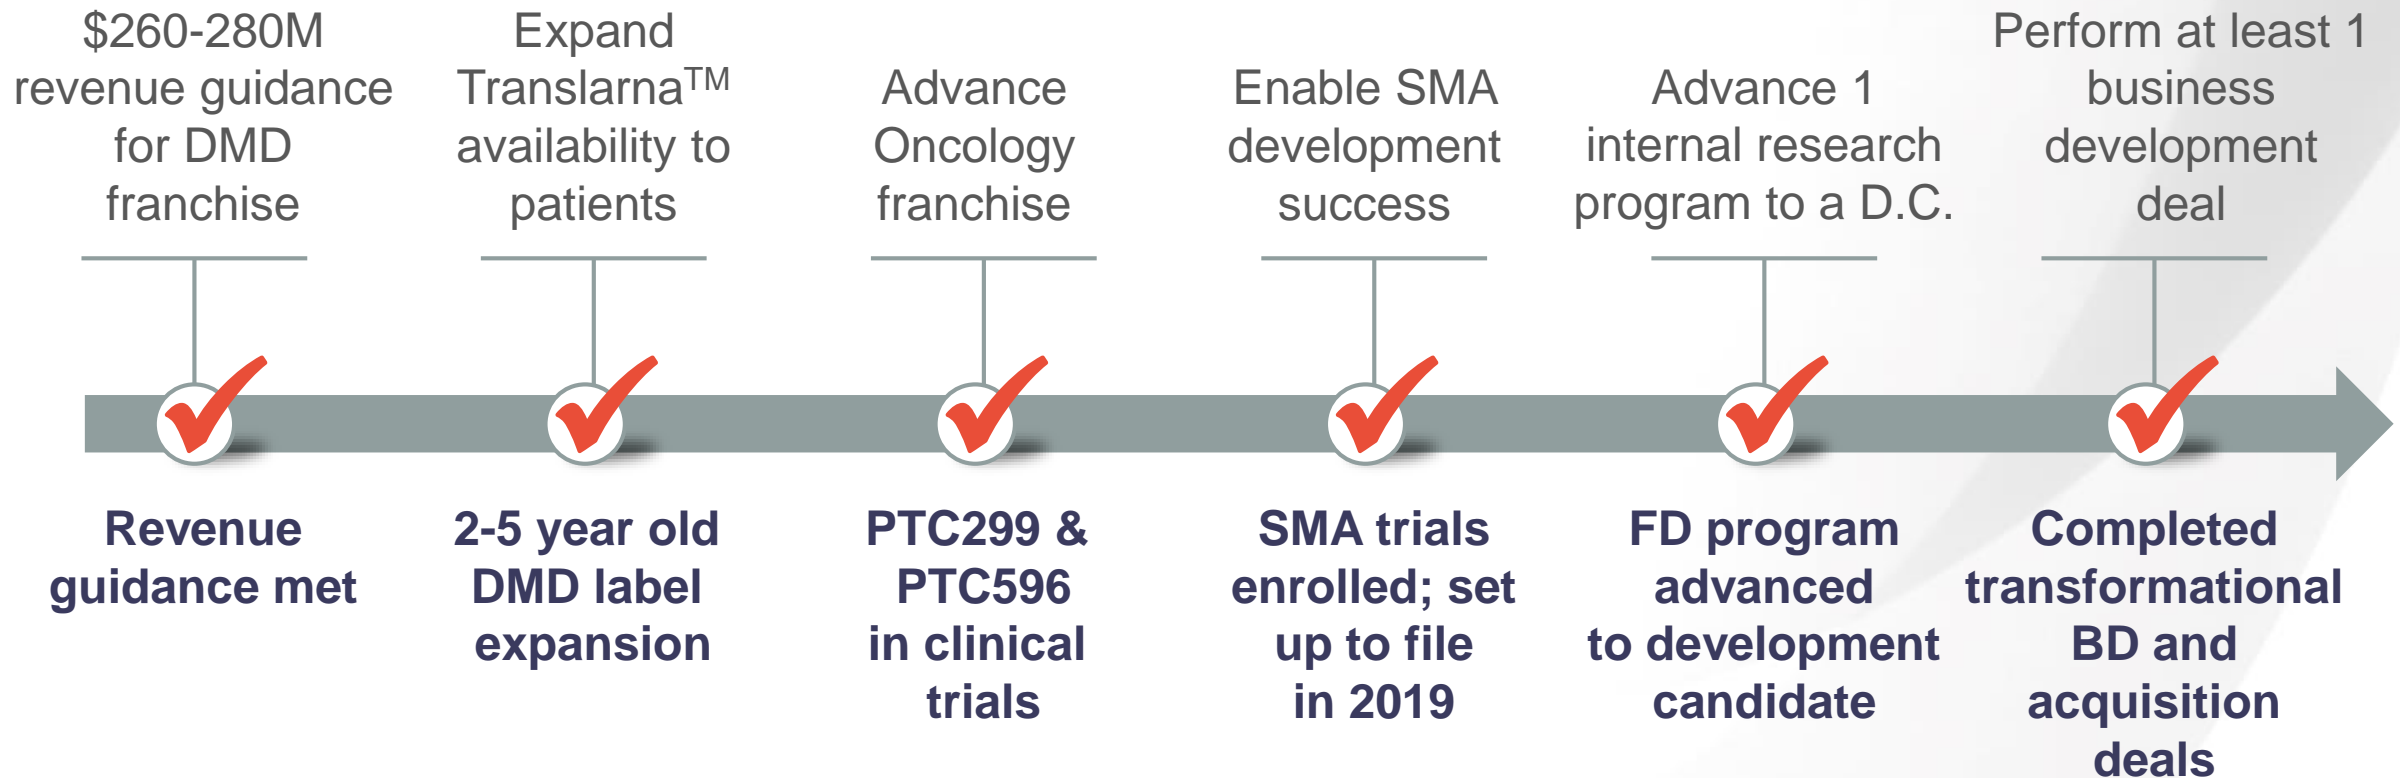 $260-280M
revenue guidance
for DMD
franchise
Expand
Translarna™
availability to
patients
Advance
Oncology
franchise
Enable SMA
development
success
Advance 1
internal research
program to a D.C.
Perform at least 1
business
development
deal
Revenue
guidance met
2-5 year old
DMD label
expansion
PTC299 &
PTC596
in clinical
trials
SMA trials
enrolled; set
up to file
in 2019
FD program
advanced
to development
candidate
Completed
transformational
BD and
acquisition
deals